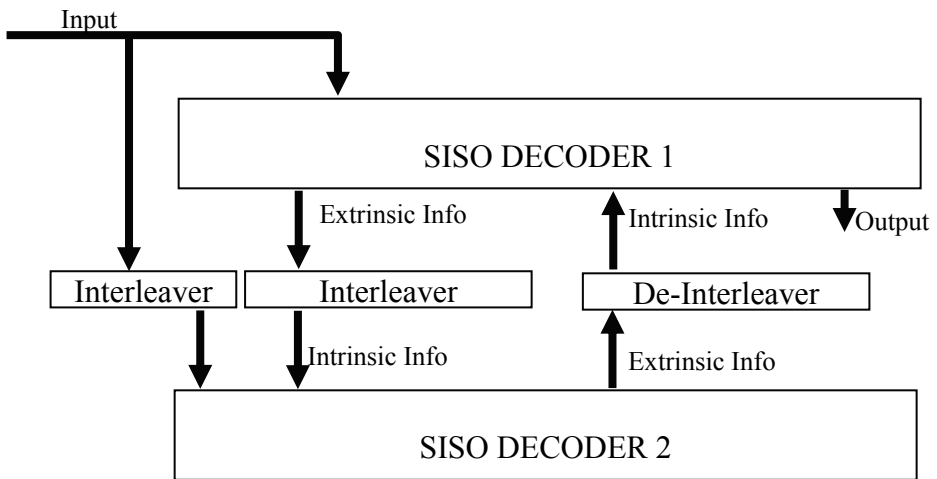 Input
SISO DECODER 1
Extrinsic Info
Intrinsic Info
Output
Interleaver
Interleaver
De-Interleaver
Intrinsic Info
Extrinsic Info
SISO DECODER 2